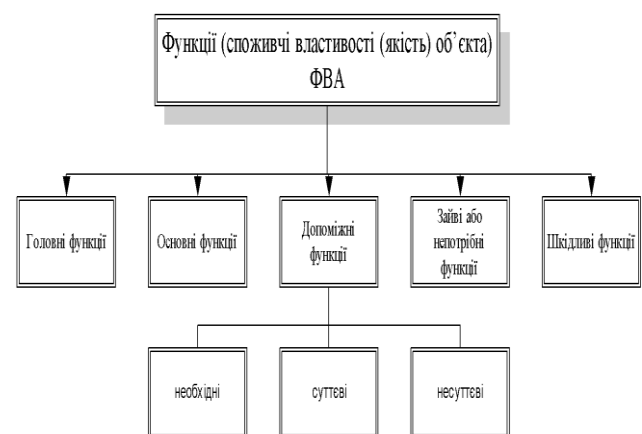 Функції (споживчі властивості (якість) об’єкта)
ФВА
Головні функції
Основні функції
Допоміжні
функції
Зайві або
непотрібні
функції
Шкідливі функції
необхідні
суттєві
несуттєві